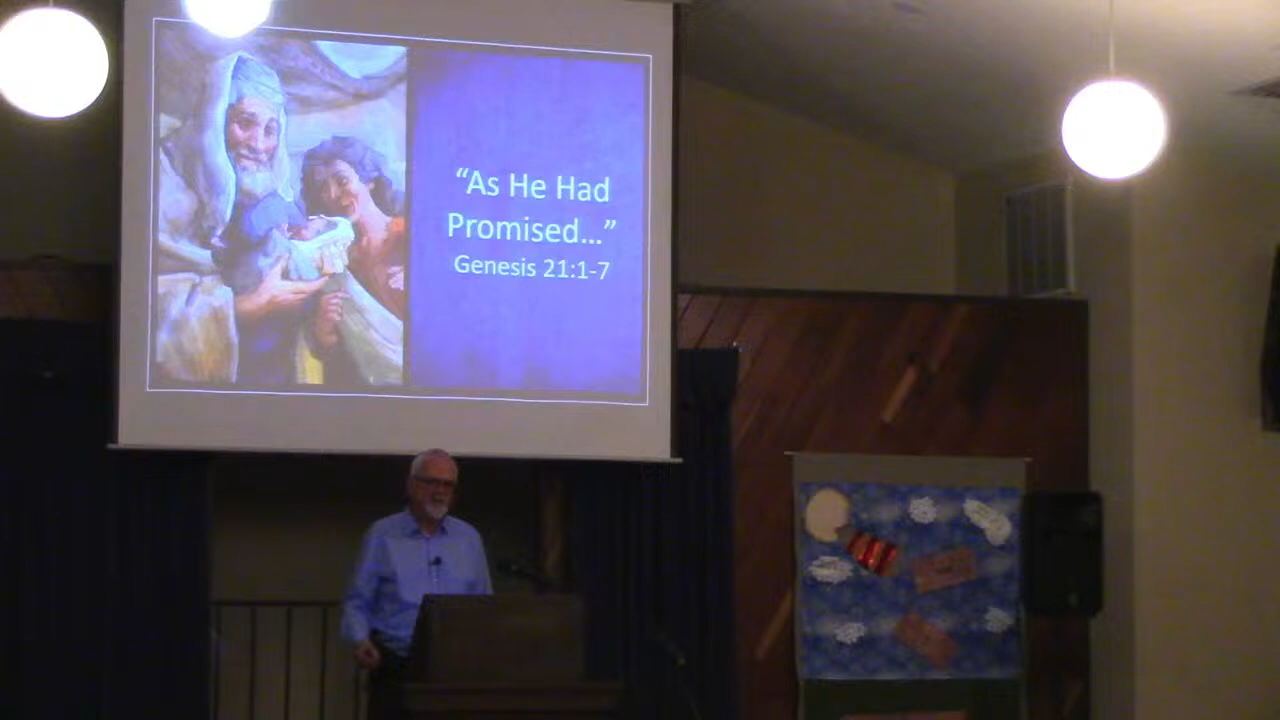 “As He Had
Promised...”
Genesis 21:1-7